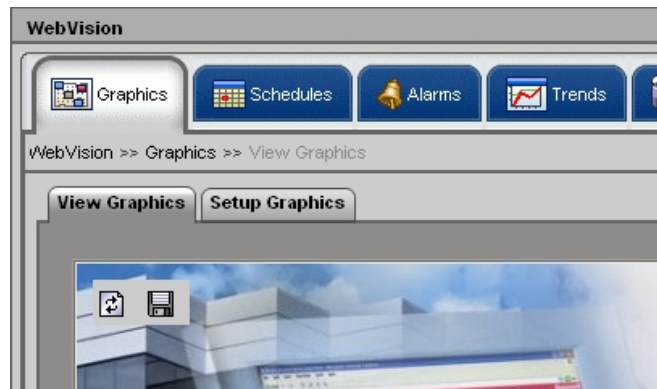 WebVision
Graphics Schedules Alarms Trends
WebVision >> Graphics >> View Graphics
View Graphics Setup Graphics